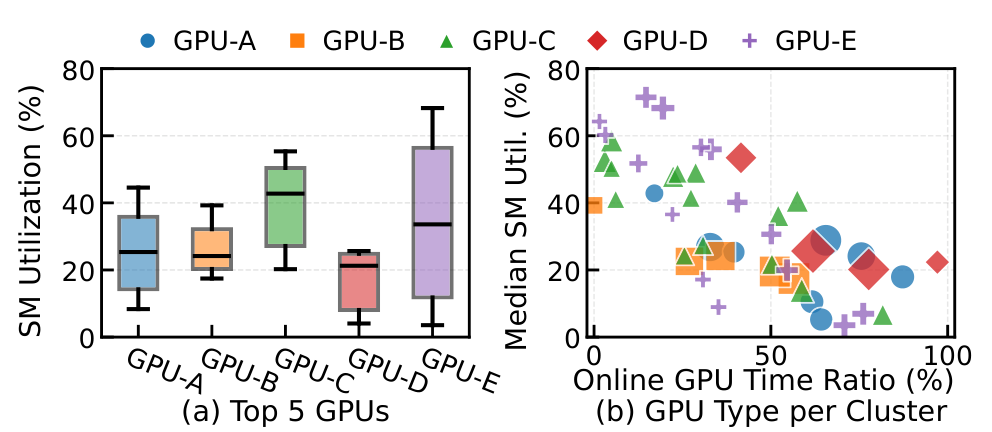 GPU-A GPU-B GPU-C GPU-D GPU-E
SM Utilization (%)
80
60
40
20
0
GPU-A GPU-B GPU-C GPU-D GPU-E
(a) Top 5 GPUs
Median SM Util. (%)
80
60
40
20
0
0 50 100
Online GPU Time Ratio (%)
(b) GPU Type per Cluster